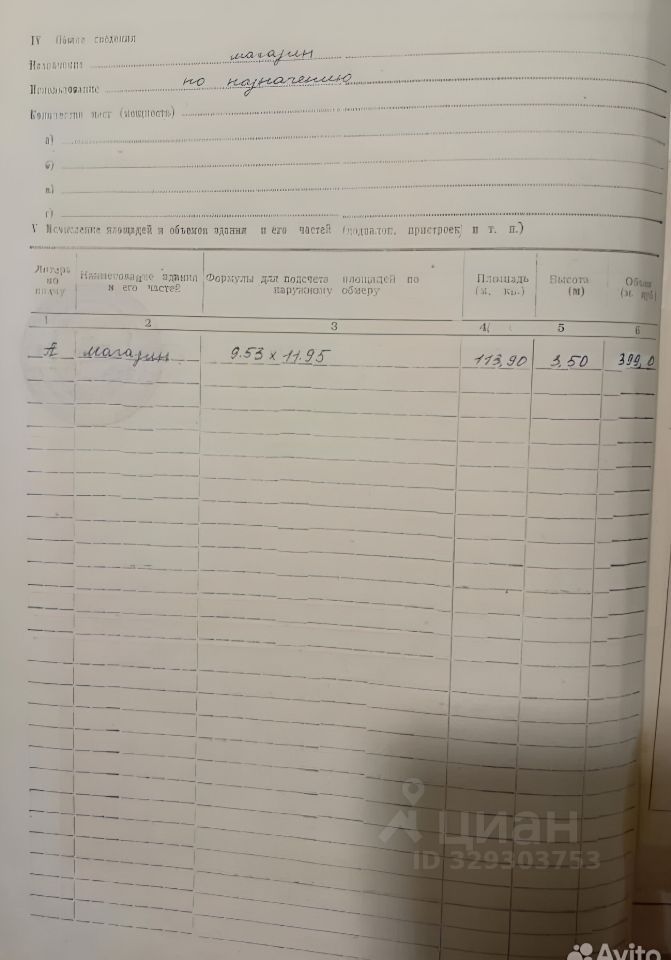 IV Общие сведения
Назначение магазин
Использование по назначению
Количество мест (мощность)
а)
б)
в)
г)
V Исчисление площадей и объемов здания и его частей (подвалов, пристроек и т. п.)
Литера по плану
Наименование здания и его частей
Формулы для подсчета площадей по наружному обмеру
Площадь (м. кв.)
Высота (м)
Объем (м. куб)
1 2 3 4 5 6
А магазин 9.53 х 11.95 113,90 3,50 399,0
циан
ID 329303753
Avito